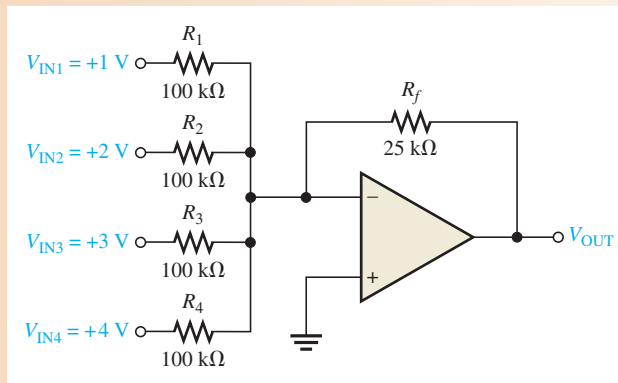 R1
VIN1 = +1 V
100 kΩ
R2
VIN2 = +2 V
100 kΩ
R3
VIN3 = +3 V
100 kΩ
R4
VIN4 = +4 V
100 kΩ
Rf
25 kΩ
−
+
VOUT